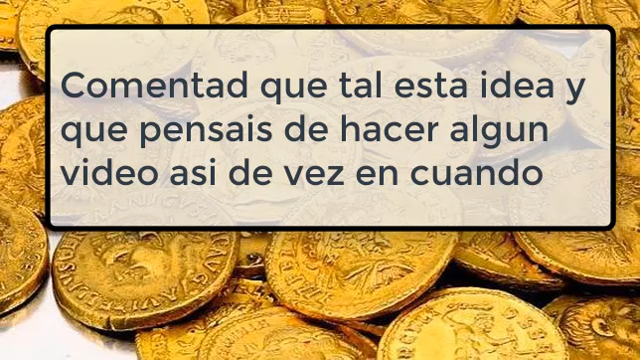 Comentad que tal esta idea y
que pensais de hacer algun
video asi de vez en cuando